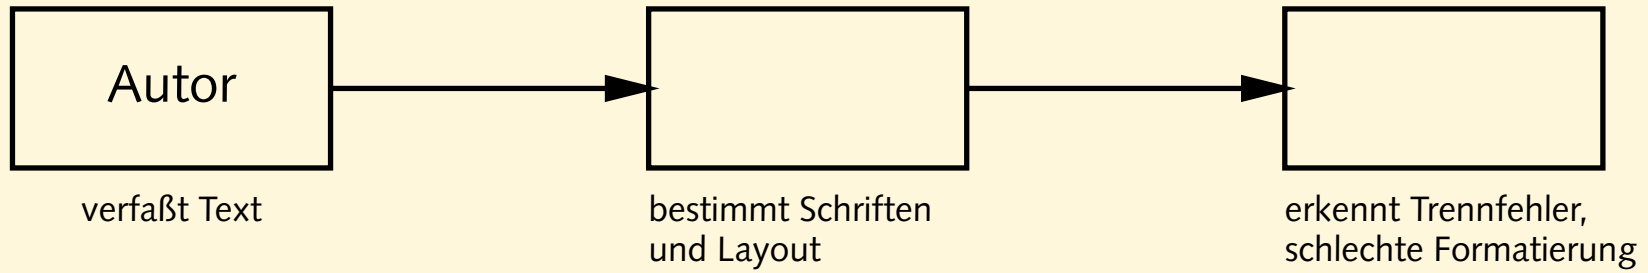 Autor
verfaßt Text
bestimmt Schriften
und Layout
erkennt Trennfehler,
schlechte Formatierung